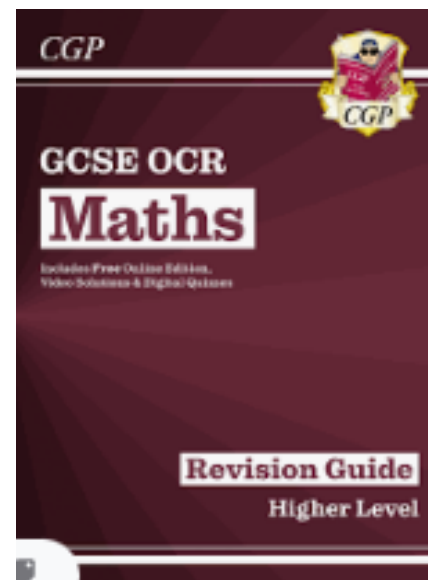 CGP
CGP
GCSE OCR
Maths
Includes Free Online Edition,
Video Solutions & Digital Quizzes
Revision Guide
Higher Level